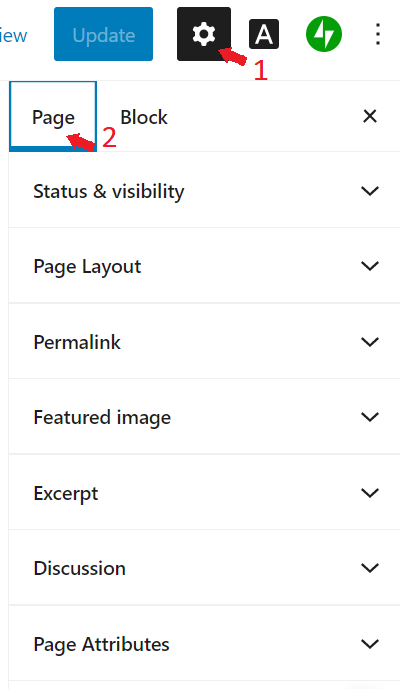 iew Update A
1
Page Block
2
Status & visibility
Page Layout
Permalink
Featured image
Excerpt
Discussion
Page Attributes